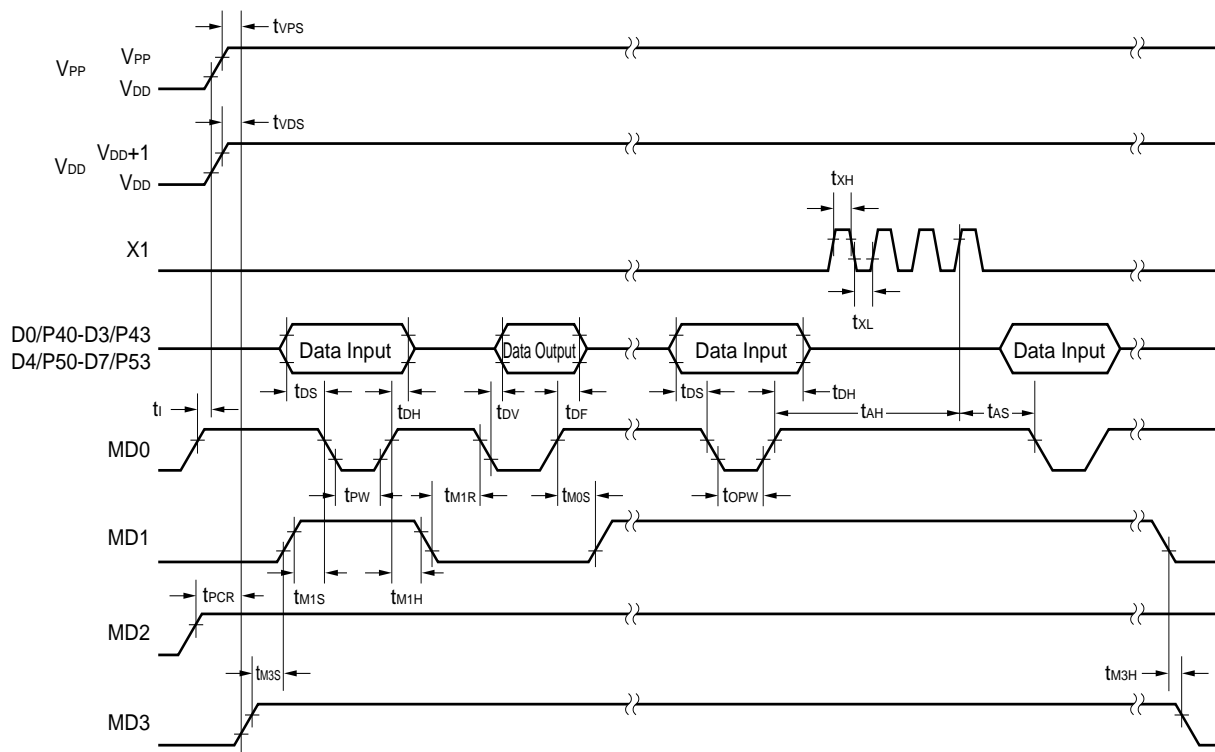 tVPS
VPP
VPP
VDD
tVDS
VDD+1
VDD
VDD
tXH
X1
tXL
D0/P40-D3/P43
D4/P50-D7/P53
Data Input
Data Output
Data Input
Data Input
tDS
tDH
tDV
tDF
tDS
tDH
tI
tAH
tAS
MD0
tPW
tM1R
tM0S
tOPW
MD1
tPCR
tM1S
tM1H
MD2
tM3S
tM3H
MD3